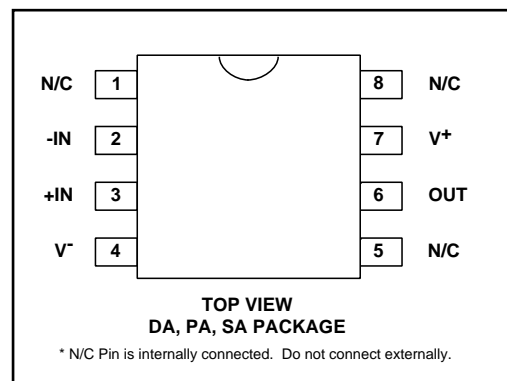 N/C 1 8 N/C
-IN 2 7 V+
+IN 3 6 OUT
V- 4 5 N/C
TOP VIEW
DA, PA, SA PACKAGE
* N/C Pin is internally connected. Do not connect externally.